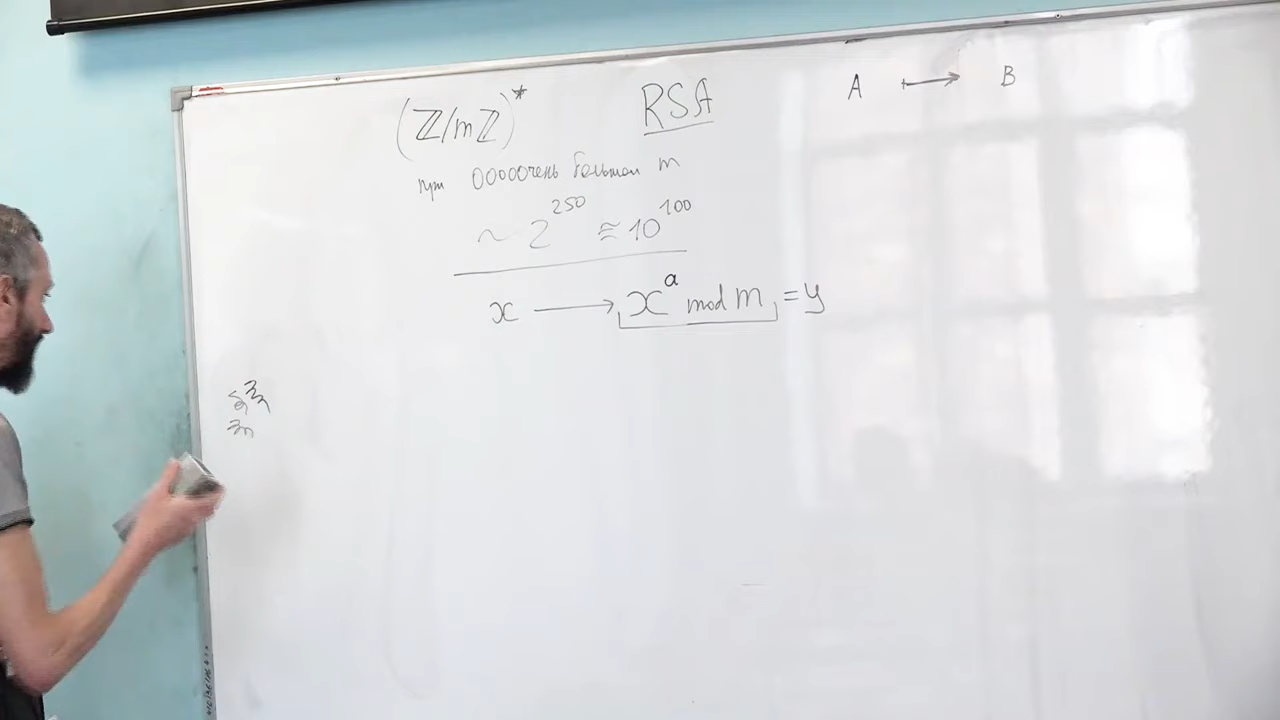 (ℤ/mℤ)* RSA A ↦ B
при ОООООчень большом m
~ 2^250 ≈ 10^100
x → x^a mod m = y